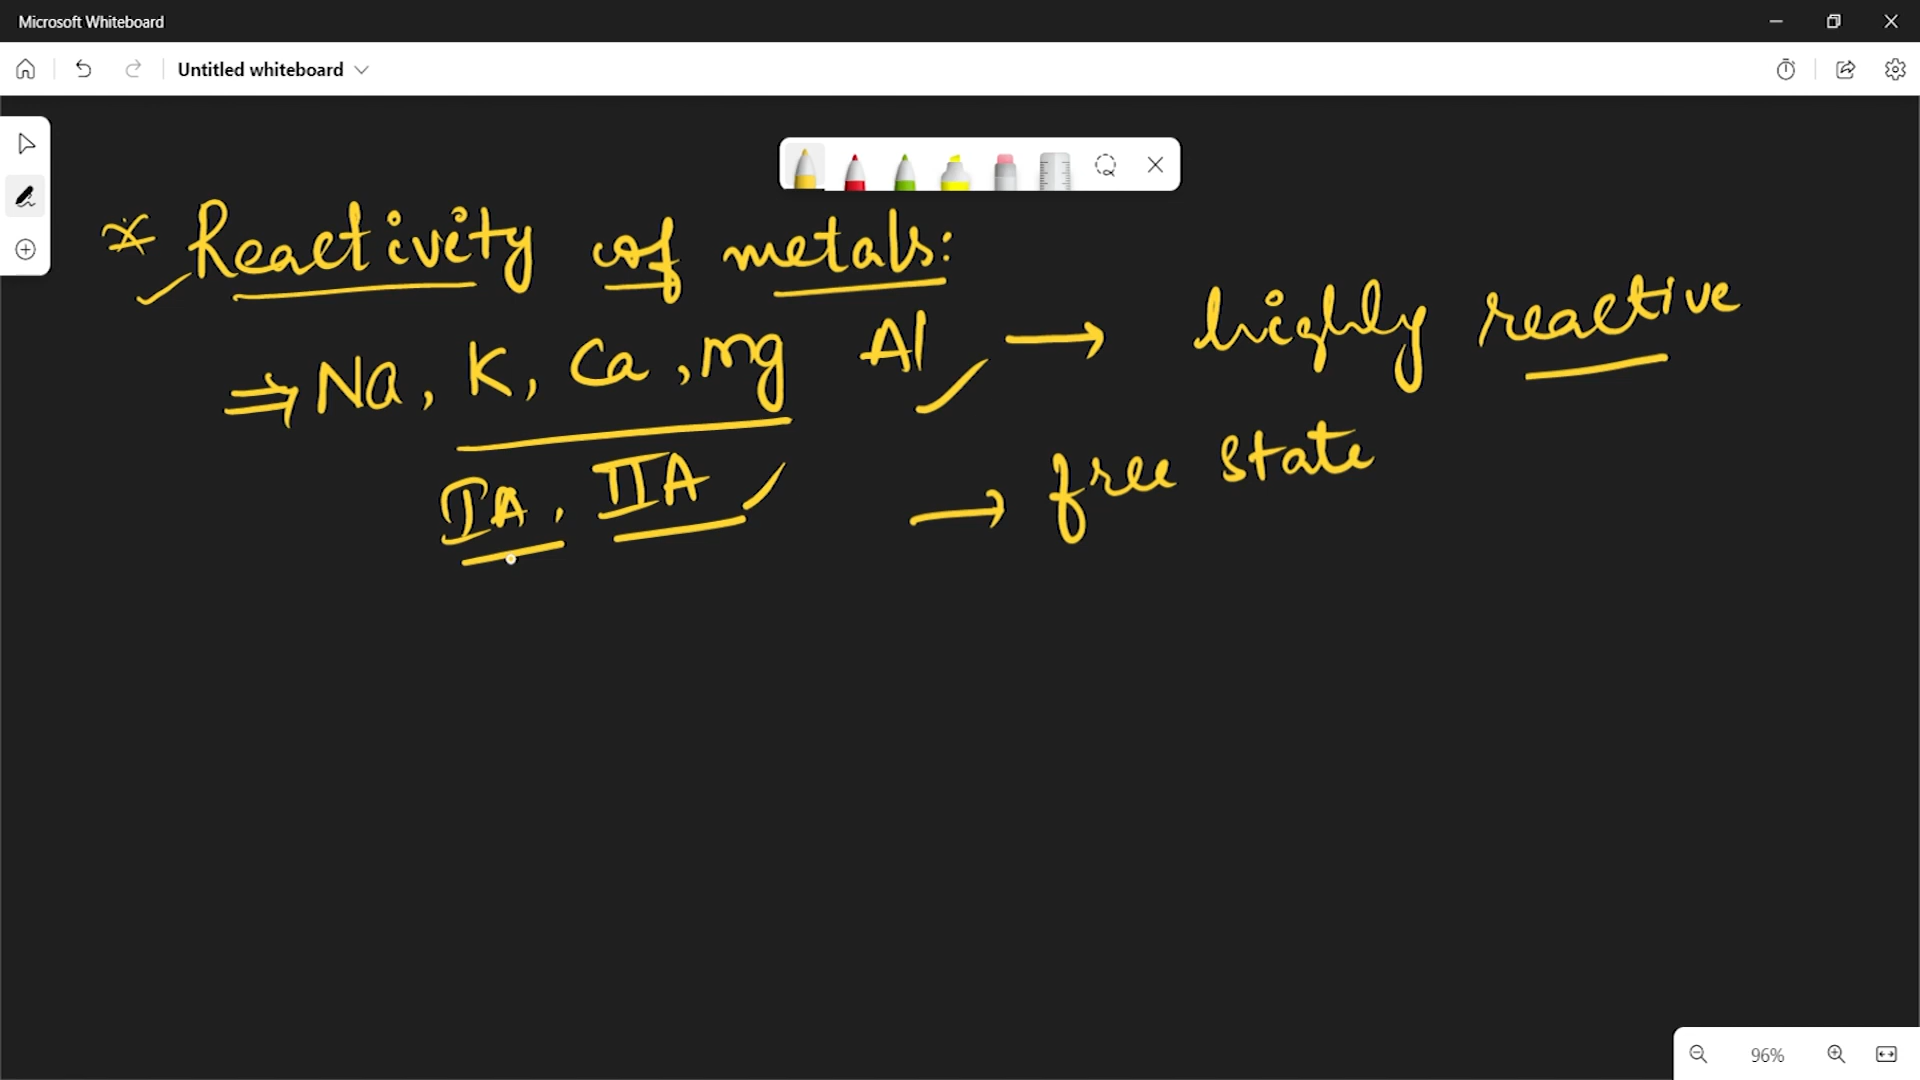 Microsoft Whiteboard
Untitled whiteboard
* Reactivity of metals:
⇒ Na, K, Ca, mg Al → highly reactive
IA, IIA → free state
96%